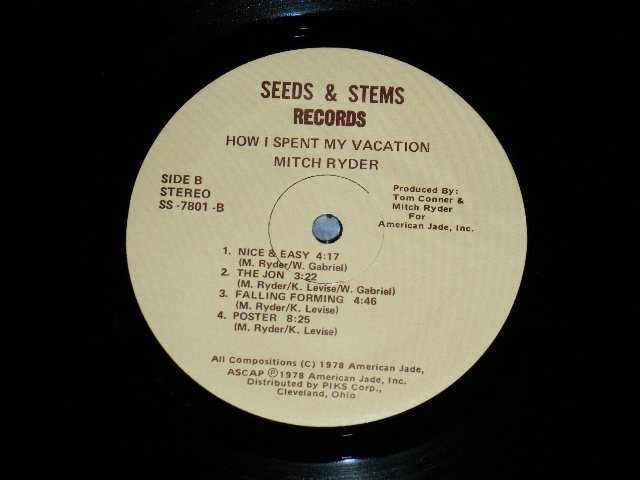 SEEDS & STEMS
RECORDS
HOW I SPENT MY VACATION
MITCH RYDER
SIDE B
STEREO
SS -7801 -B
Produced By:
Tom Conner &
Mitch Ryder
For
American Jade, Inc.
1. NICE & EASY 4:17
(M. Ryder/W. Gabriel)
2. THE JON 3:22
(M. Ryder/K. Levise/W. Gabriel)
3. FALLING FORMING 4:46
(M. Ryder/K. Levise)
4. POSTER 8:25
(M. Ryder/K. Levise)
All Compositions (C) 1978 American Jade,
ASCAP Ⓟ1978 American Jade, Inc.
Distributed by PIKS Corp.,
Cleveland, Ohio